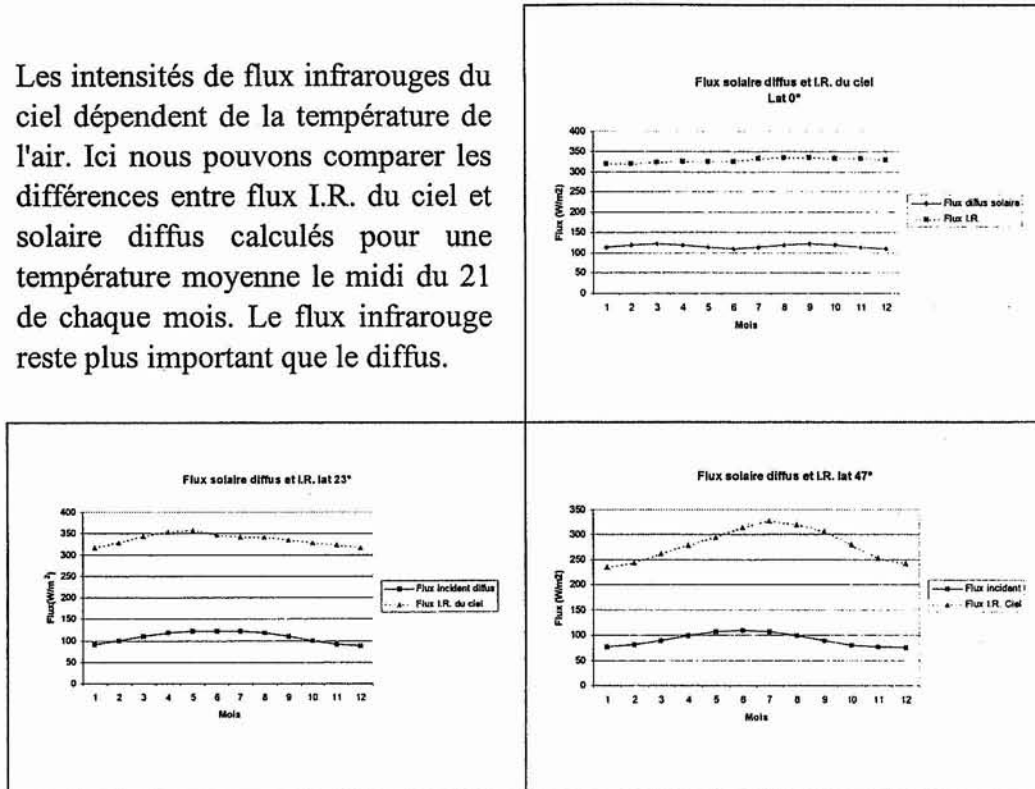 Les intensités de flux infrarouges du
ciel dépendent de la température de
l'air. Ici nous pouvons comparer les
différences entre flux I.R. du ciel et
solaire diffus calculés pour une
température moyenne le midi du 21
de chaque mois. Le flux infrarouge
reste plus important que le diffus.
Flux solaire diffus et I.R. du ciel
Lat 0°
Flux (W/m2)
400
350
300
250
200
150
100
50
0
1 2 3 4 5 6 7 8 9 10 11 12
Mois
Flux diffus solaire
Flux I.R.
Flux solaire diffus et I.R. lat 23°
Flux(W/m²)
400
350
300
250
200
150
100
50
0
1 2 3 4 5 6 7 8 9 10 11 12
Mois
Flux incident diffus
Flux I.R. du ciel
Flux solaire diffus et I.R. lat 47°
Flux (W/m2)
350
300
250
200
150
100
50
0
1 2 3 4 5 6 7 8 9 10 11 12
Mois
Flux incident
Flux I.R. Ciel